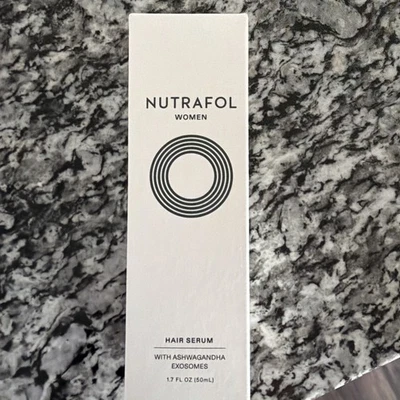 NUTRAFOL
WOMEN
HAIR SERUM
WITH ASHWAGANDHA
EXOSOMES
1.7 FL OZ (50mL)